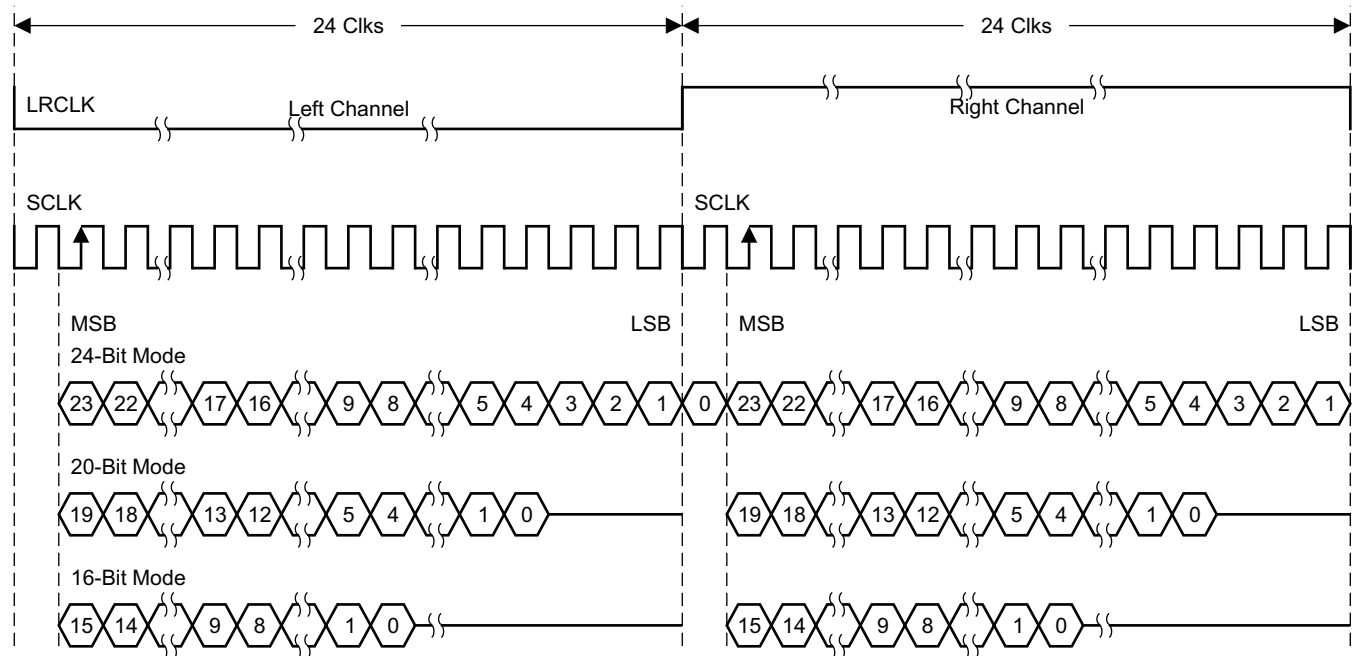 24 Clks 24 Clks
LRCLK Left Channel Right Channel
SCLK SCLK
MSB LSB MSB LSB
24-Bit Mode
23 22 17 16 9 8 5 4 3 2 1 0 23 22 17 16 9 8 5 4 3 2 1
20-Bit Mode
19 18 13 12 5 4 1 0 19 18 13 12 5 4 1 0
16-Bit Mode
15 14 9 8 1 0 15 14 9 8 1 0